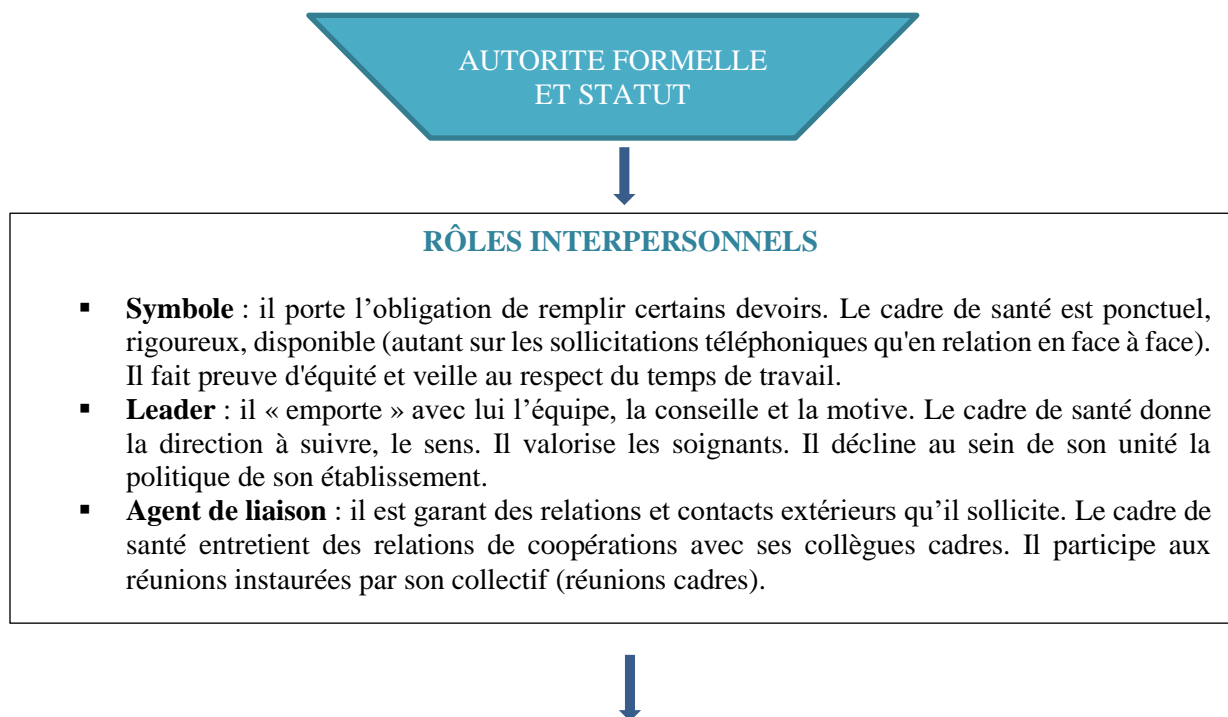 AUTORITE FORMELLE
ET STATUT
RÔLES INTERPERSONNELS
▪ Symbole : il porte l’obligation de remplir certains devoirs. Le cadre de santé est ponctuel,
rigoureux, disponible (autant sur les sollicitations téléphoniques qu'en relation en face à face).
Il fait preuve d'équité et veille au respect du temps de travail.
▪ Leader : il « emporte » avec lui l’équipe, la conseille et la motive. Le cadre de santé donne
la direction à suivre, le sens. Il valorise les soignants. Il décline au sein de son unité la
politique de son établissement.
▪ Agent de liaison : il est garant des relations et contacts extérieurs qu’il sollicite. Le cadre de
santé entretient des relations de coopérations avec ses collègues cadres. Il participe aux
réunions instaurées par son collectif (réunions cadres).